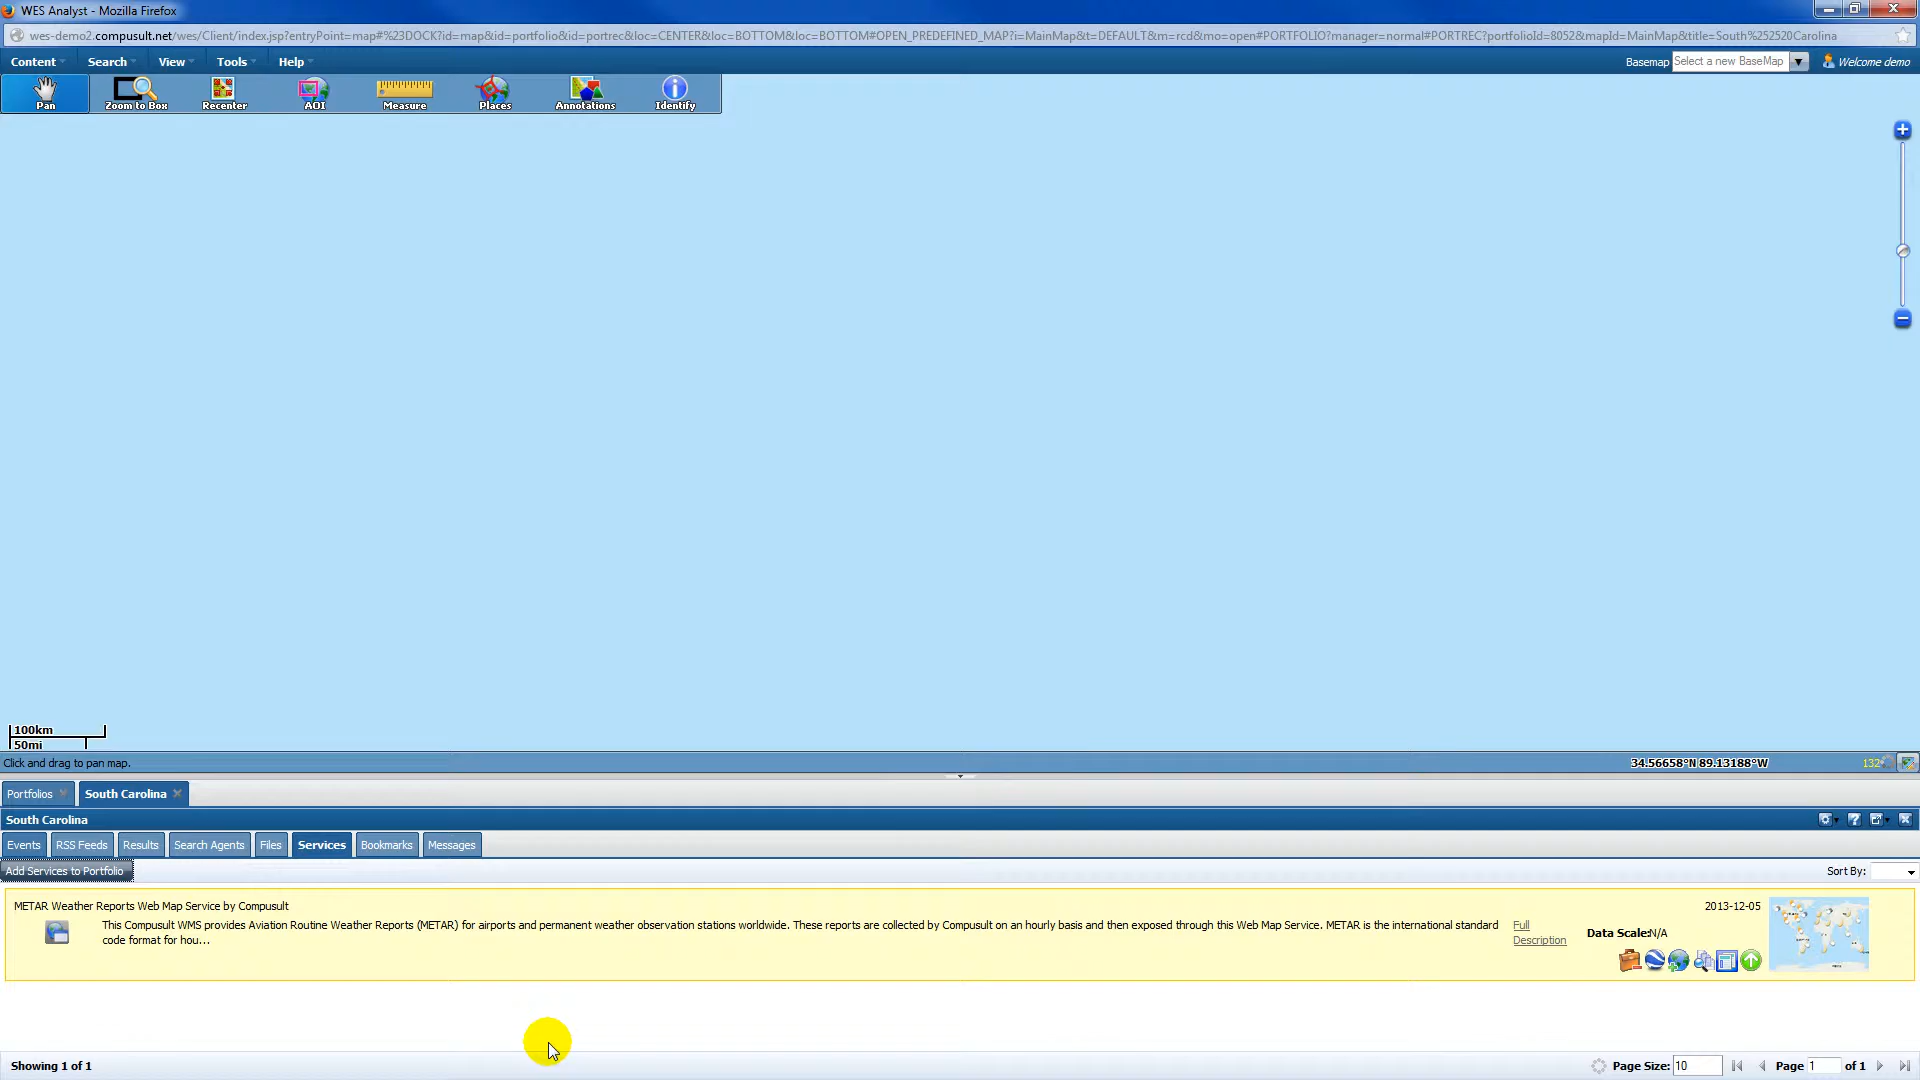 WES Analyst - Mozilla Firefox
wes-demo2.compusult.net/wes/Client/index.jsp?entryPoint=map#%23DOCK?id=map&id=portfolio&id=portrec&loc=CENTER&loc=BOTTOM&loc=BOTTOM#OPEN_PREDEFINED_MAP?i=MainMap&t=DEFAULT&m=rcd&mo=open#PORTFOLIO?manager=normal#PORTREC?portfolioId=8052&mapId=MainMap&title=South%252520Carolina
Content Search View Tools Help Basemap Select a new BaseMap Welcome demo
Pan Zoom to Box Recenter AOI Measure Places Annotations Identify
100km
50mi
Click and drag to pan map. 34.56658°N 89.13188°W 132
Portfolios South Carolina
South Carolina
Events RSS Feeds Results Search Agents Files Services Bookmarks Messages
Add Services to Portfolio Sort By:
METAR Weather Reports Web Map Service by Compusult 2013-12-05
This Compusult WMS provides Aviation Routine Weather Reports (METAR) for airports and permanent weather observation stations worldwide. These reports are collected by Compusult on an hourly basis and then exposed through this Web Map Service. METAR is the international standard
code format for hou...
Full
Description
Data Scale:N/A
Showing 1 of 1 Page Size: 10 Page 1 of 1